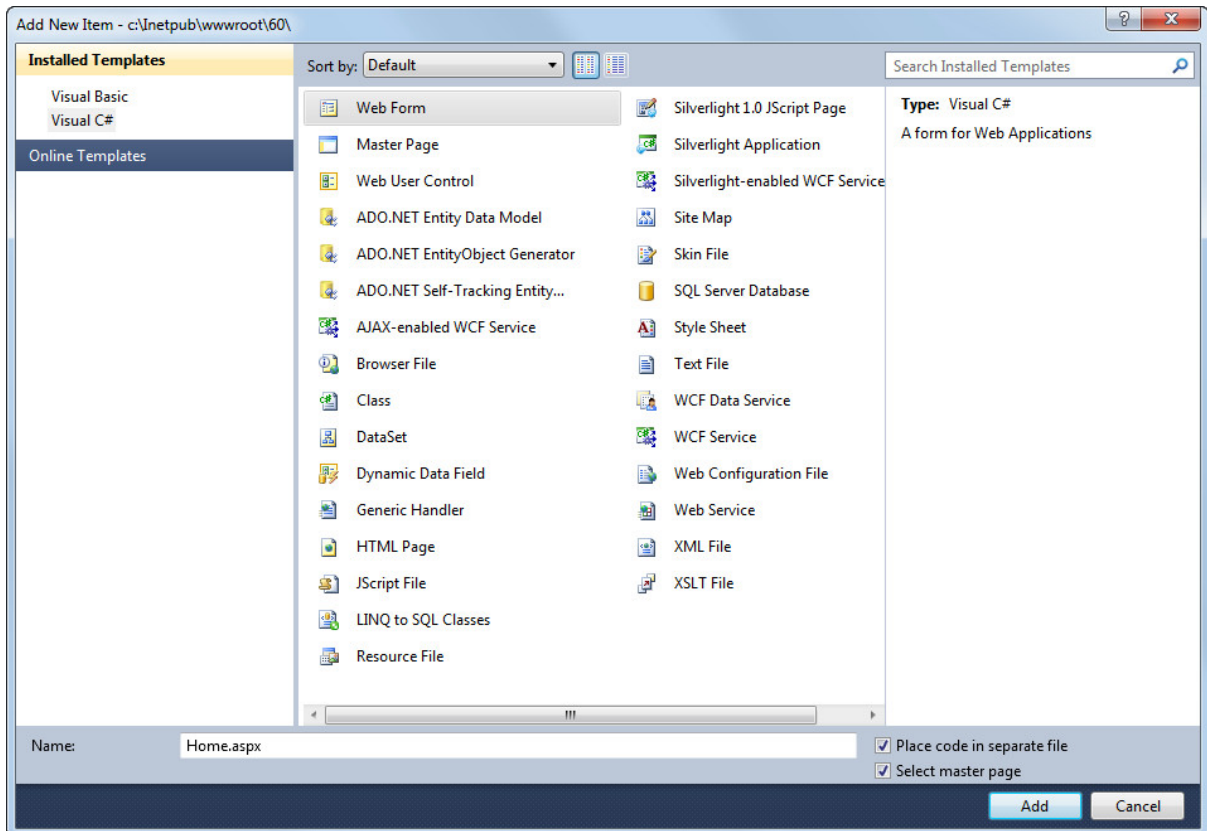 Add New Item - c:\Inetpub\wwwroot\60\
Installed Templates
Visual Basic
Visual C#
Online Templates
Sort by: Default
Search Installed Templates
Web Form
Master Page
Web User Control
ADO.NET Entity Data Model
ADO.NET EntityObject Generator
ADO.NET Self-Tracking Entity...
AJAX-enabled WCF Service
Browser File
Class
DataSet
Dynamic Data Field
Generic Handler
HTML Page
JScript File
LINQ to SQL Classes
Resource File
Silverlight 1.0 JScript Page
Silverlight Application
Silverlight-enabled WCF Service
Site Map
Skin File
SQL Server Database
Style Sheet
Text File
WCF Data Service
WCF Service
Web Configuration File
Web Service
XML File
XSLT File
Type: Visual C#
A form for Web Applications
Name: Home.aspx
Place code in separate file
Select master page
Add Cancel